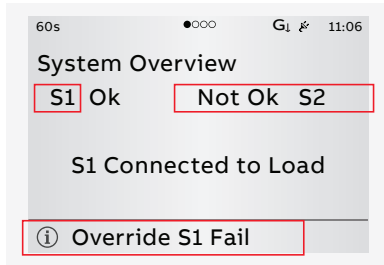 60s G↓ 11:06
System Overview
S1 Ok Not Ok S2
S1 Connected to Load
i Override S1 Fail